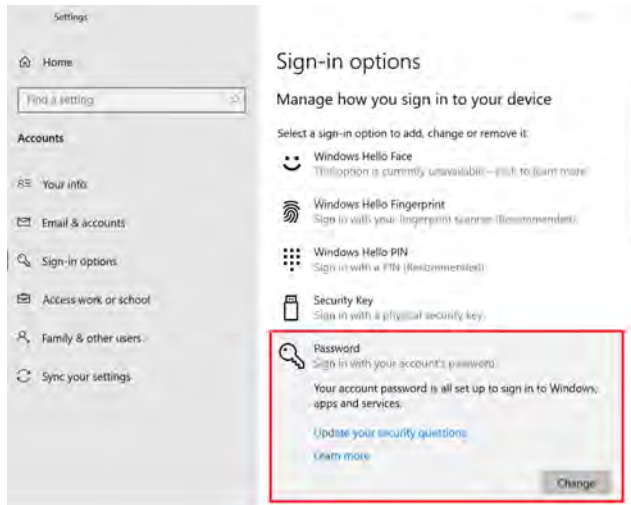 Settings
Home
Find a setting
Accounts
Your info
Email & accounts
Sign-in options
Access work or school
Family & other users
Sync your settings
Sign-in options
Manage how you sign in to your device
Select a sign-in option to add, change or remove it.
Windows Hello Face
This option is currently unavailable—click to learn more
Windows Hello Fingerprint
Sign in with your fingerprint scanner (Recommended)
Windows Hello PIN
Sign in with a PIN (Recommended)
Security Key
Sign in with a physical security key
Password
Sign in with your account's password
Your account password is all set up to sign in to Windows,
apps and services.
Update your security questions
Learn more
Change